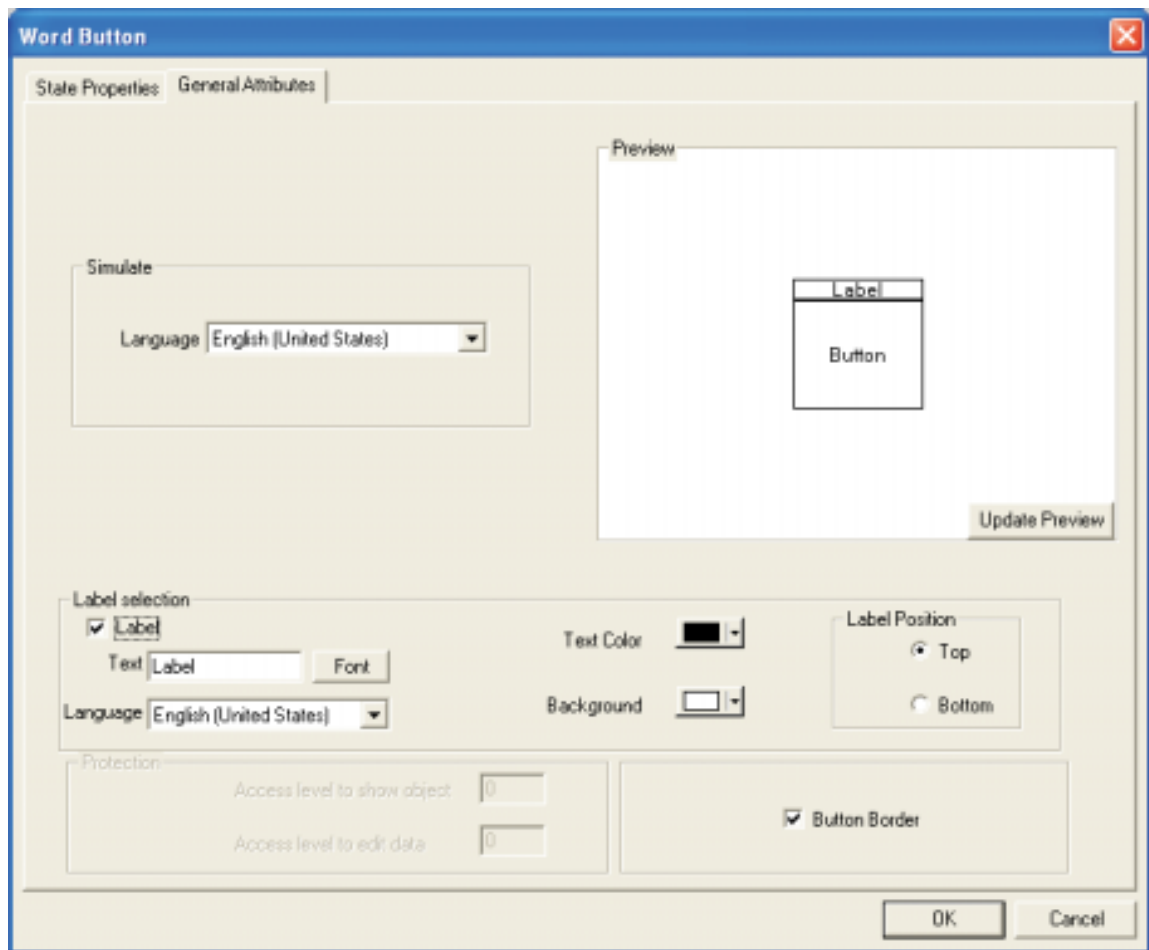 Word Button
State Properties
General Attributes
Preview
Simulate
Language English (United States)
Label
Button
Update Preview
Label selection
Label
Text Label Font
Language English (United States)
Text Color
Background
Label Position
Top
Bottom
Protection
Access level to show object 0
Access level to edit data 0
Button Border
OK
Cancel